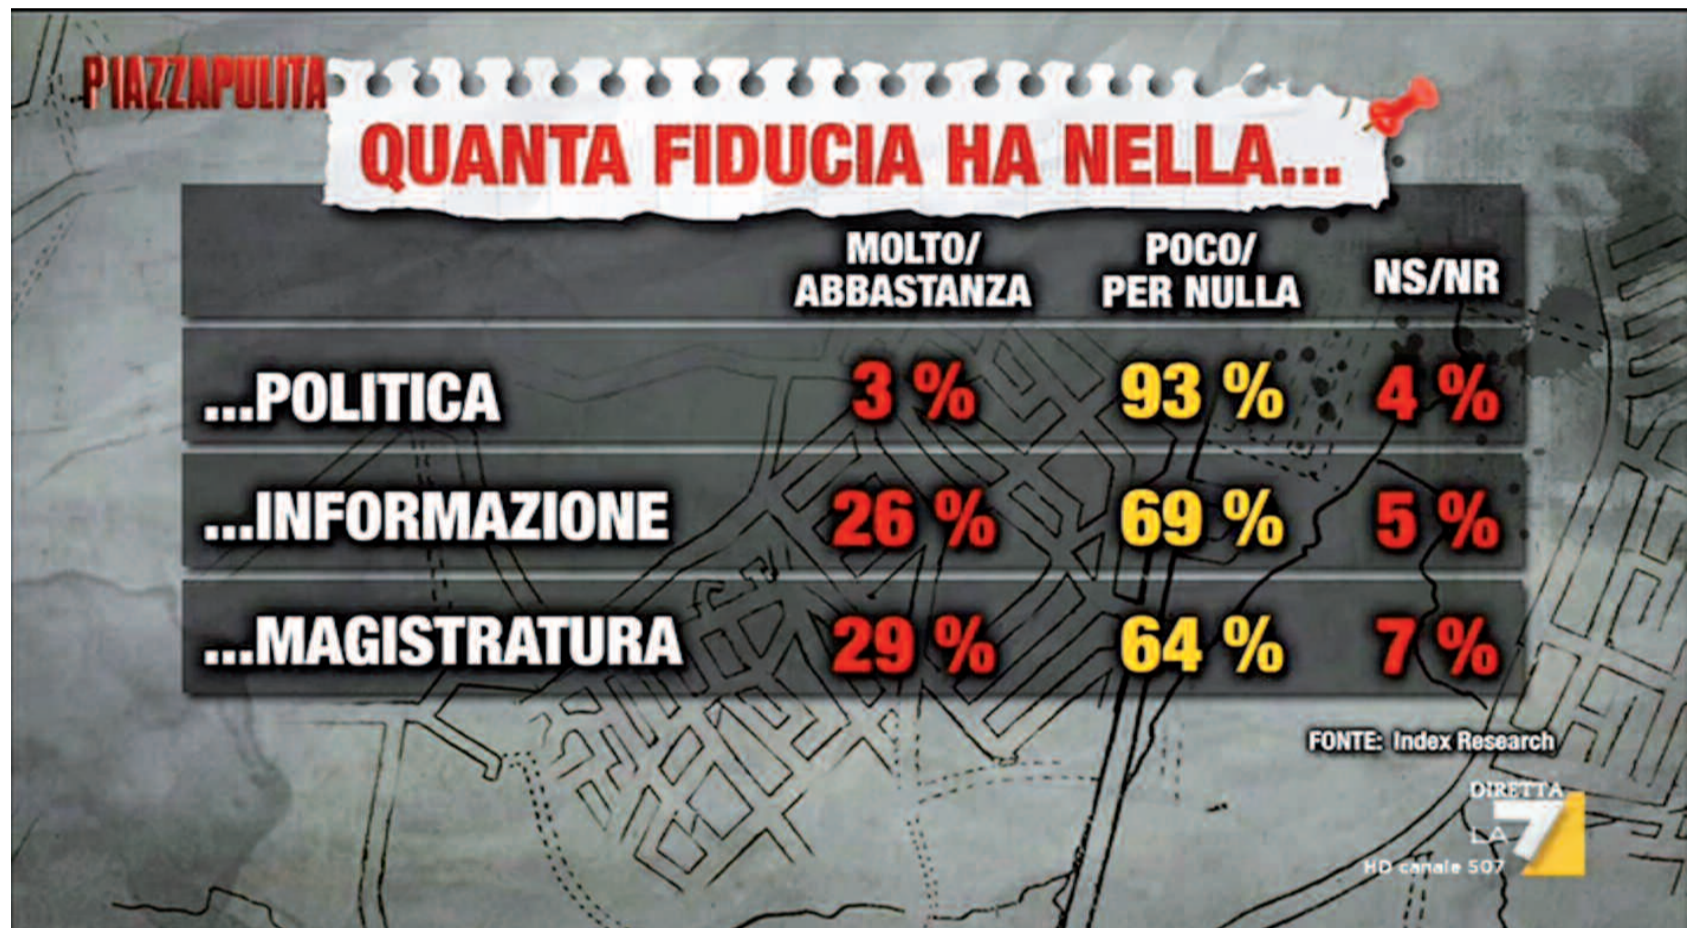 PIAZZAPULITA
QUANTA FIDUCIA HA NELLA...
MOLTO/
ABBASTANZA
POCO/
PER NULLA
NS/NR
...POLITICA 3 % 93 % 4 %
...INFORMAZIONE 26 % 69 % 5 %
...MAGISTRATURA 29 % 64 % 7 %
FONTE: Index Research
DIRETTA
LA 7
HD canale 507